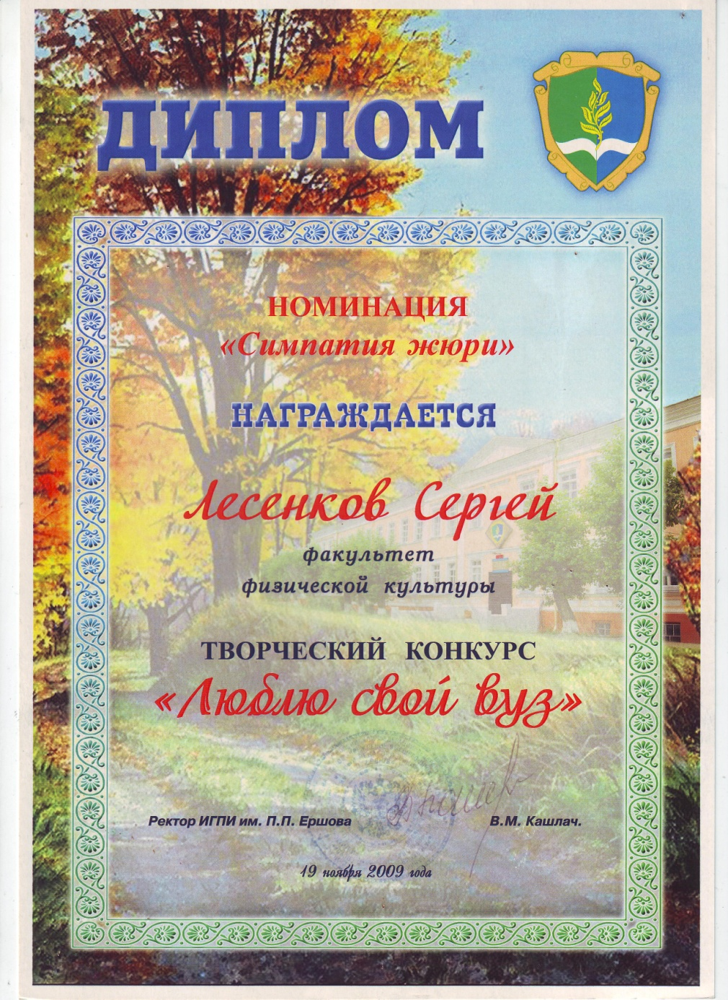 ДИПЛОМ
НОМИНАЦИЯ
«Симпатия жюри»
НАГРАЖДАЕТСЯ
Лесенков Сергей
факультет
физической культуры
ТВОРЧЕСКИЙ КОНКУРС
«Люблю свой вуз»
Ректор ИГПИ им. П.П. Ершова В.М. Кашлач.
19 ноября 2009 года